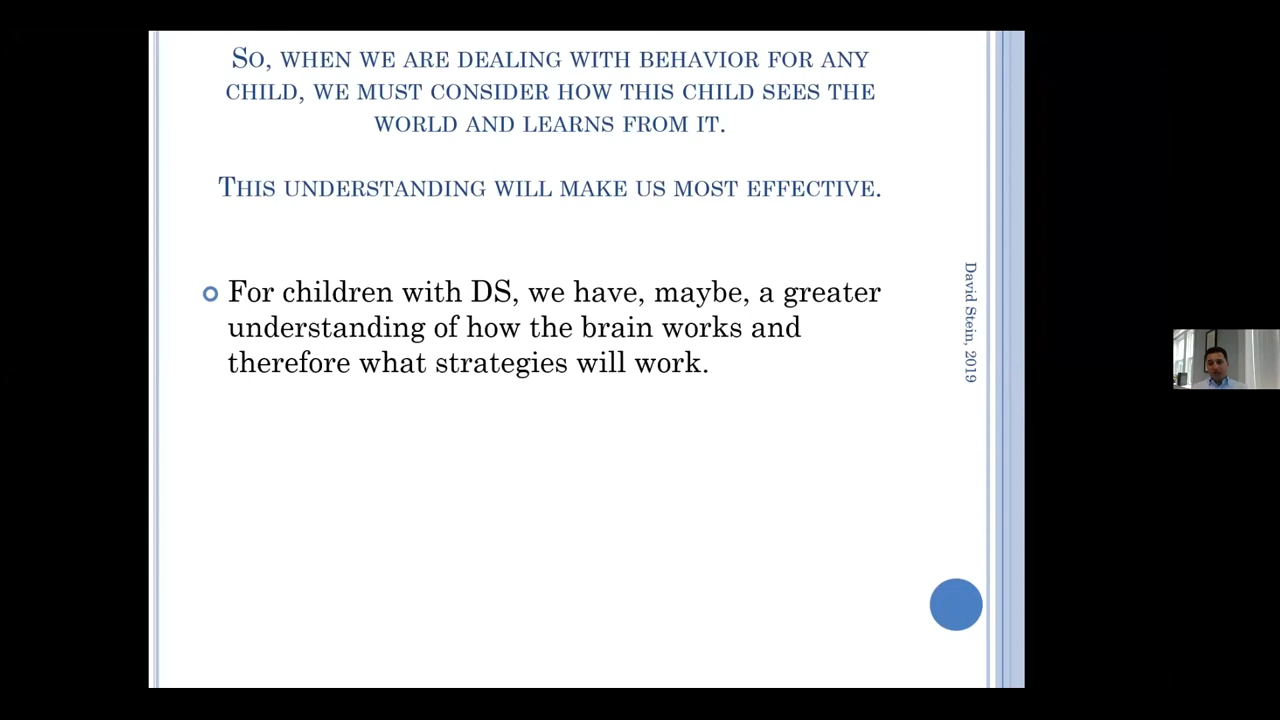 So, when we are dealing with behavior for any
child, we must consider how this child sees the
world and learns from it.
This understanding will make us most effective.
For children with DS, we have, maybe, a greater
understanding of how the brain works and
therefore what strategies will work.
David Stein, 2019